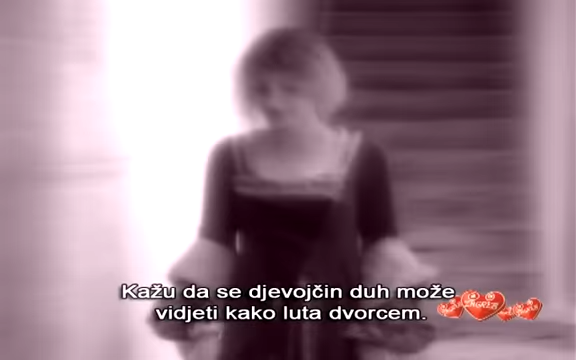 Kažu da se djevojčin duh može
vidjeti kako luta dvorcem.